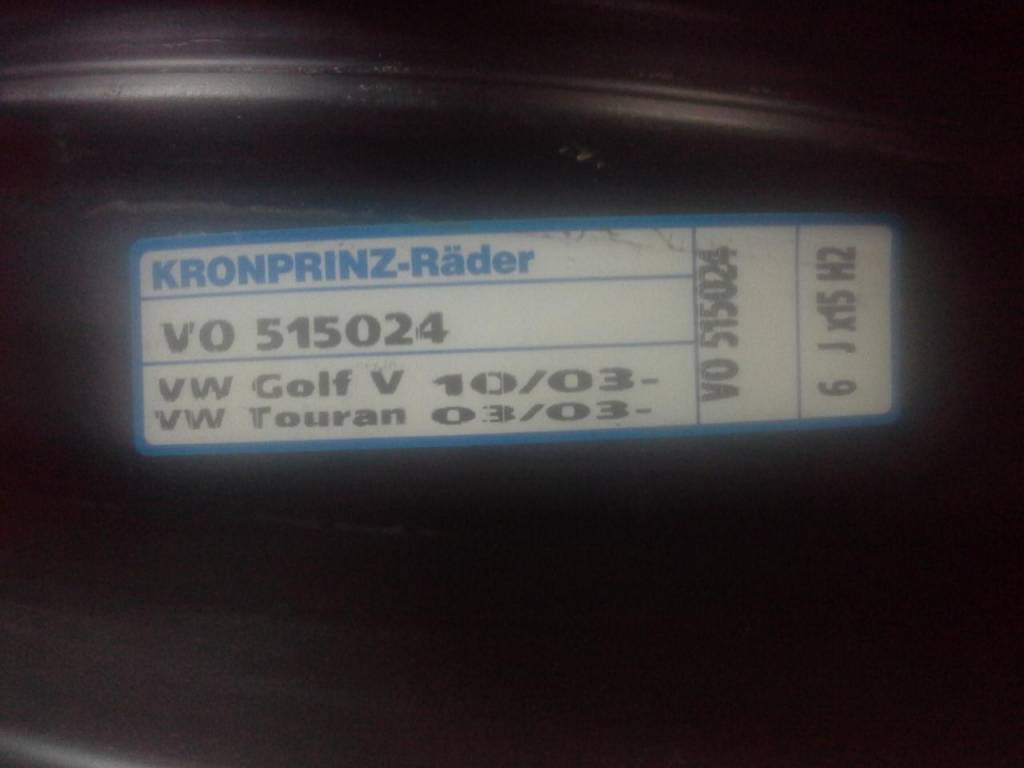 KRONPRINZ-Räder
VO 515024
VW Golf V 10/03-
VW Touran 03/03-
VO 515024
6 J x15 H2